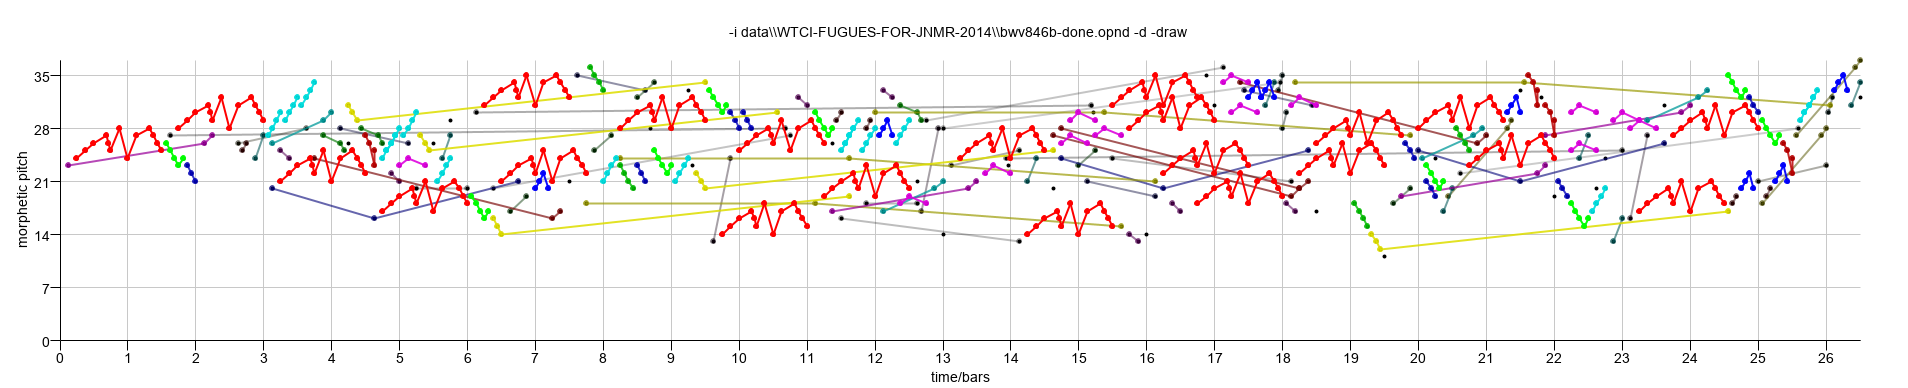 -i data\\WTCI-FUGUES-FOR-JNMR-2014\\bwv846b-done.opnd -d -draw
35
28
21
14
7
0
morphetic pitch
0 1 2 3 4 5 6 7 8 9 10 11 12 13 14 15 16 17 18 19 20 21 22 23 24 25 26
time/bars